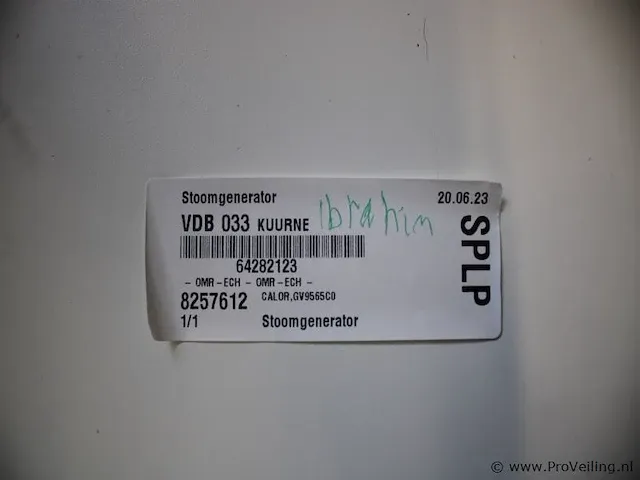 Stoomgenerator 20.06.23
VDB 033 KUURNE Ibrahim
64282123
- OMR-ECH - OMR-ECH -
8257612 CALOR,GV9565C0
1/1 Stoomgenerator
SPLP
© www.ProVeiling.nl